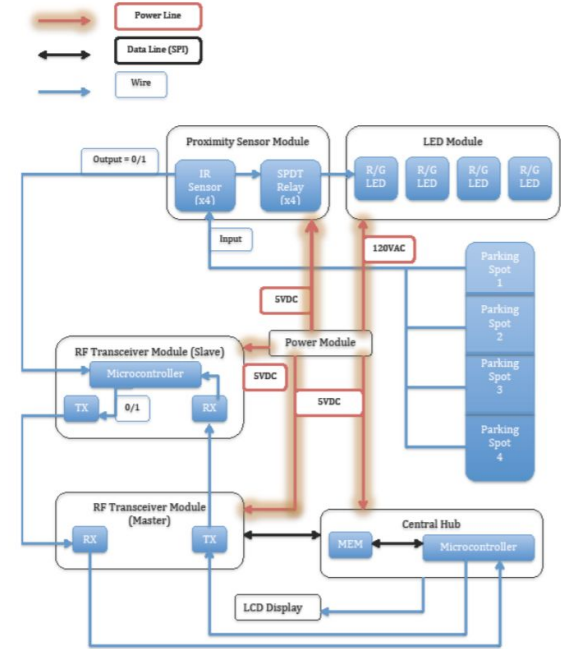 Power Line
Data Line (SPI)
Wire
Proximity Sensor Module
LED Module
Output = 0/1
IR
Sensor
(x4)
SPDT
Relay
(x4)
R/G
LED
R/G
LED
R/G
LED
R/G
LED
Input
120VAC
Parking
Spot
1
5VDC
Parking
Spot
2
Power Module
RF Transceiver Module (Slave)
Microcontroller
5VDC
Parking
Spot
3
TX
0/1
RX
5VDC
Parking
Spot
4
RF Transceiver Module
(Master)
RX
TX
Central Hub
MEM
Microcontroller
LCD Display